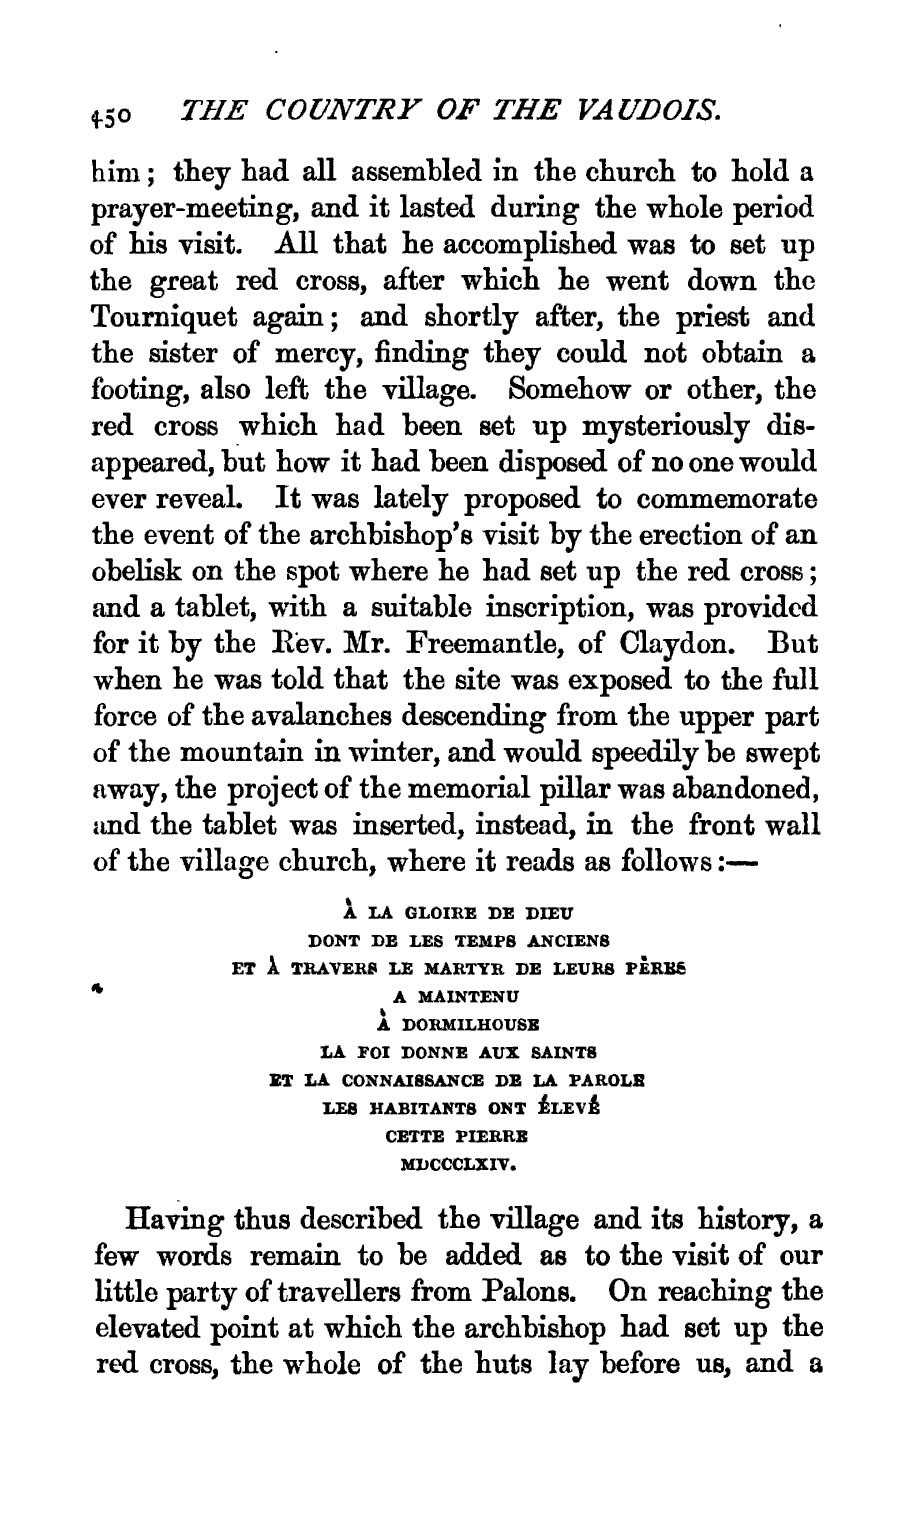 450 THE COUNTRY OF THE VAUDOIS.
him; they had all assembled in the church to hold a
prayer-meeting, and it lasted during the whole period
of his visit. All that he accomplished was to set up
the great red cross, after which he went down the
Tourniquet again; and shortly after, the priest and
the sister of mercy, finding they could not obtain a
footing, also left the village. Somehow or other, the
red cross which had been set up mysteriously dis-
appeared, but how it had been disposed of no one would
ever reveal. It was lately proposed to commemorate
the event of the archbishop's visit by the erection of an
obelisk on the spot where he had set up the red cross;
and a tablet, with a suitable inscription, was provided
for it by the Rev. Mr. Freemantle, of Claydon. But
when he was told that the site was exposed to the full
force of the avalanches descending from the upper part
of the mountain in winter, and would speedily be swept
away, the project of the memorial pillar was abandoned,
and the tablet was inserted, instead, in the front wall
of the village church, where it reads as follows:—
À LA GLOIRE DE DIEU
DONT DE LES TEMPS ANCIENS
ET À TRAVERS LE MARTYR DE LEURS PÈRES
A MAINTENU
À DORMILHOUSE
LA FOI DONNE AUX SAINTS
ET LA CONNAISSANCE DE LA PAROLE
LES HABITANTS ONT ÉLEVÉ
CETTE PIERRE
MDCCCLXIV.
Having thus described the village and its history, a
few words remain to be added as to the visit of our
little party of travellers from Palons. On reaching the
elevated point at which the archbishop had set up the
red cross, the whole of the huts lay before us, and a